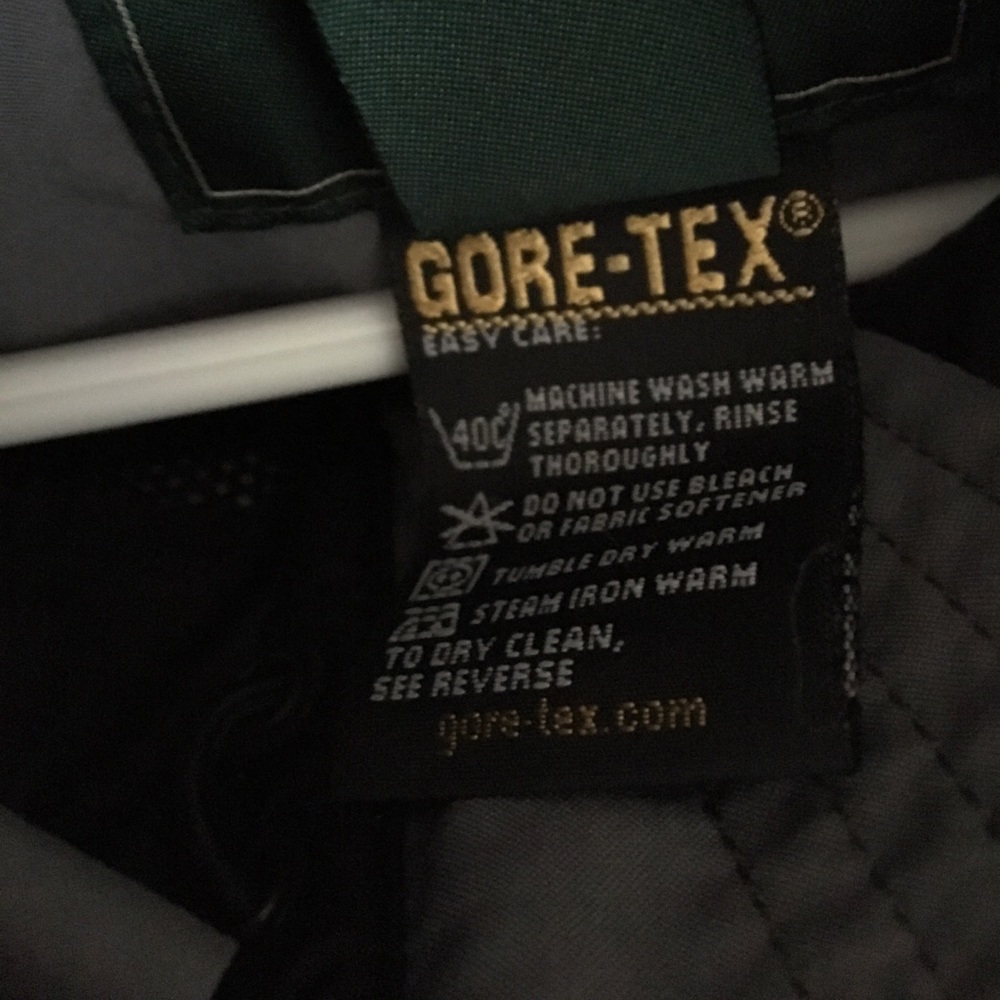 GORE-TEX®
EASY CARE:
40C MACHINE WASH WARM
SEPARATELY, RINSE
THOROUGHLY
DO NOT USE BLEACH
OR FABRIC SOFTENER
TUMBLE DRY WARM
STEAM IRON WARM
TO DRY CLEAN,
SEE REVERSE
gore-tex.com